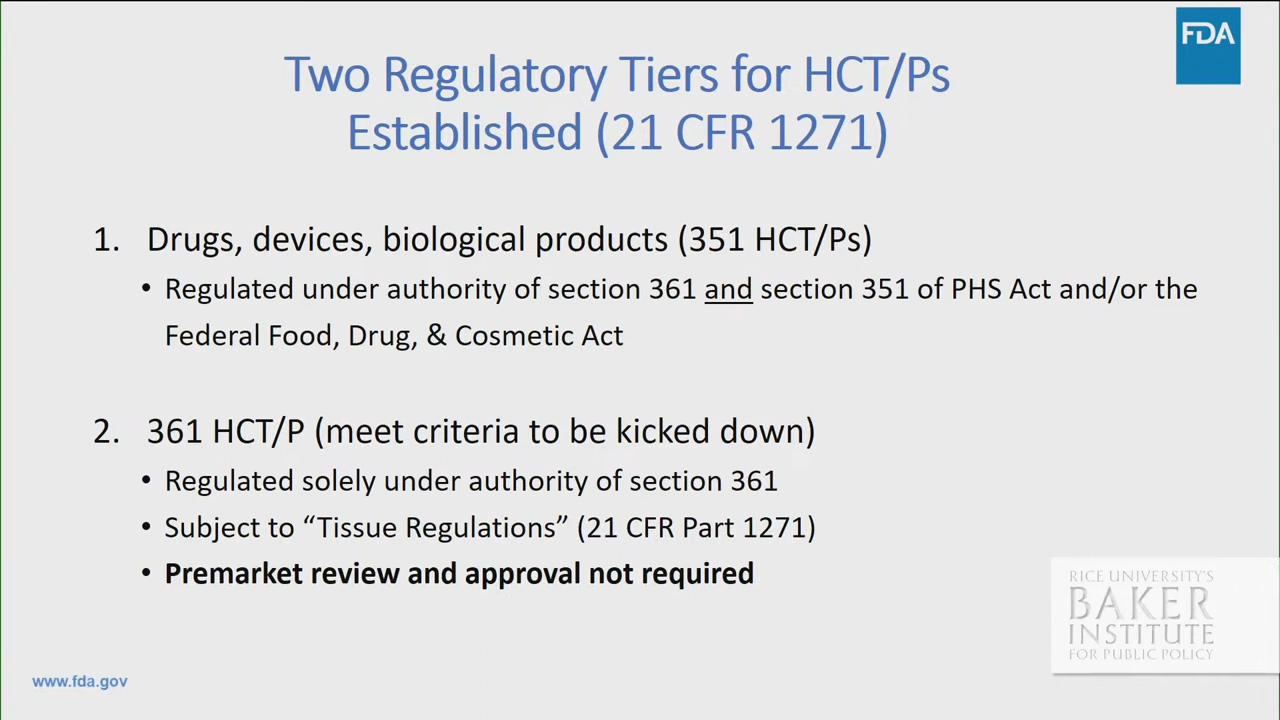 FDA
Two Regulatory Tiers for HCT/Ps
Established (21 CFR 1271)
1. Drugs, devices, biological products (351 HCT/Ps)
• Regulated under authority of section 361 and section 351 of PHS Act and/or the
Federal Food, Drug, & Cosmetic Act
2. 361 HCT/P (meet criteria to be kicked down)
• Regulated solely under authority of section 361
• Subject to “Tissue Regulations” (21 CFR Part 1271)
• Premarket review and approval not required
RICE UNIVERSITY'S
BAKER
INSTITUTE
FOR PUBLIC POLICY
www.fda.gov